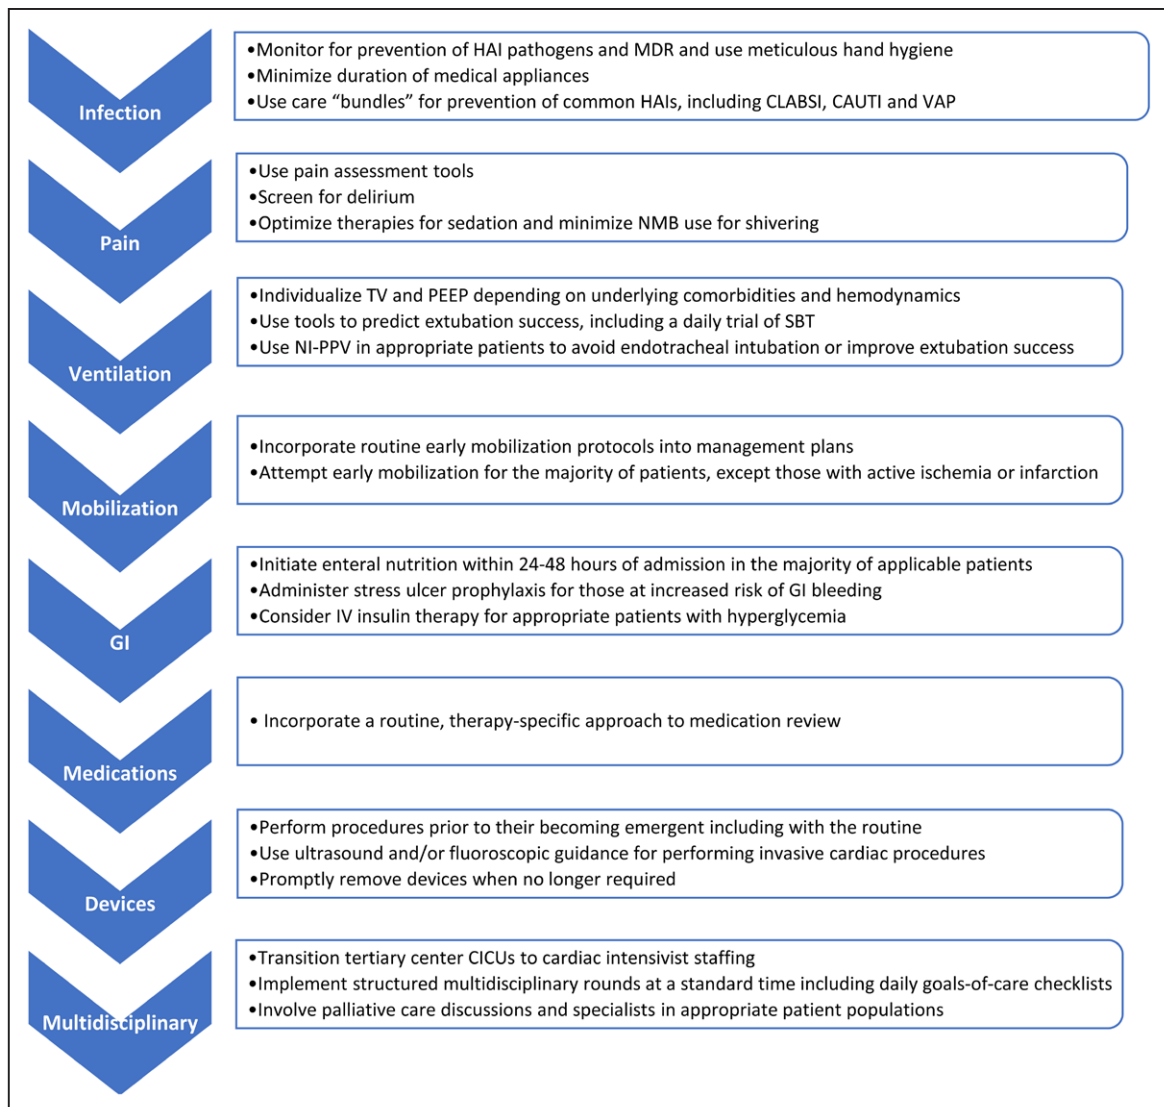 Infection
•Monitor for prevention of HAI pathogens and MDR and use meticulous hand hygiene
•Minimize duration of medical appliances
•Use care “bundles” for prevention of common HAIs, including CLABSI, CAUTI and VAP
Pain
•Use pain assessment tools
•Screen for delirium
•Optimize therapies for sedation and minimize NMB use for shivering
Ventilation
•Individualize TV and PEEP depending on underlying comorbidities and hemodynamics
•Use tools to predict extubation success, including a daily trial of SBT
•Use NI-PPV in appropriate patients to avoid endotracheal intubation or improve extubation success
Mobilization
•Incorporate routine early mobilization protocols into management plans
•Attempt early mobilization for the majority of patients, except those with active ischemia or infarction
GI
•Initiate enteral nutrition within 24-48 hours of admission in the majority of applicable patients
•Administer stress ulcer prophylaxis for those at increased risk of GI bleeding
•Consider IV insulin therapy for appropriate patients with hyperglycemia
Medications
• Incorporate a routine, therapy-specific approach to medication review
Devices
•Perform procedures prior to their becoming emergent including with the routine
•Use ultrasound and/or fluoroscopic guidance for performing invasive cardiac procedures
•Promptly remove devices when no longer required
Multidisciplinary
•Transition tertiary center CICUs to cardiac intensivist staffing
•Implement structured multidisciplinary rounds at a standard time including daily goals-of-care checklists
•Involve palliative care discussions and specialists in appropriate patient populations